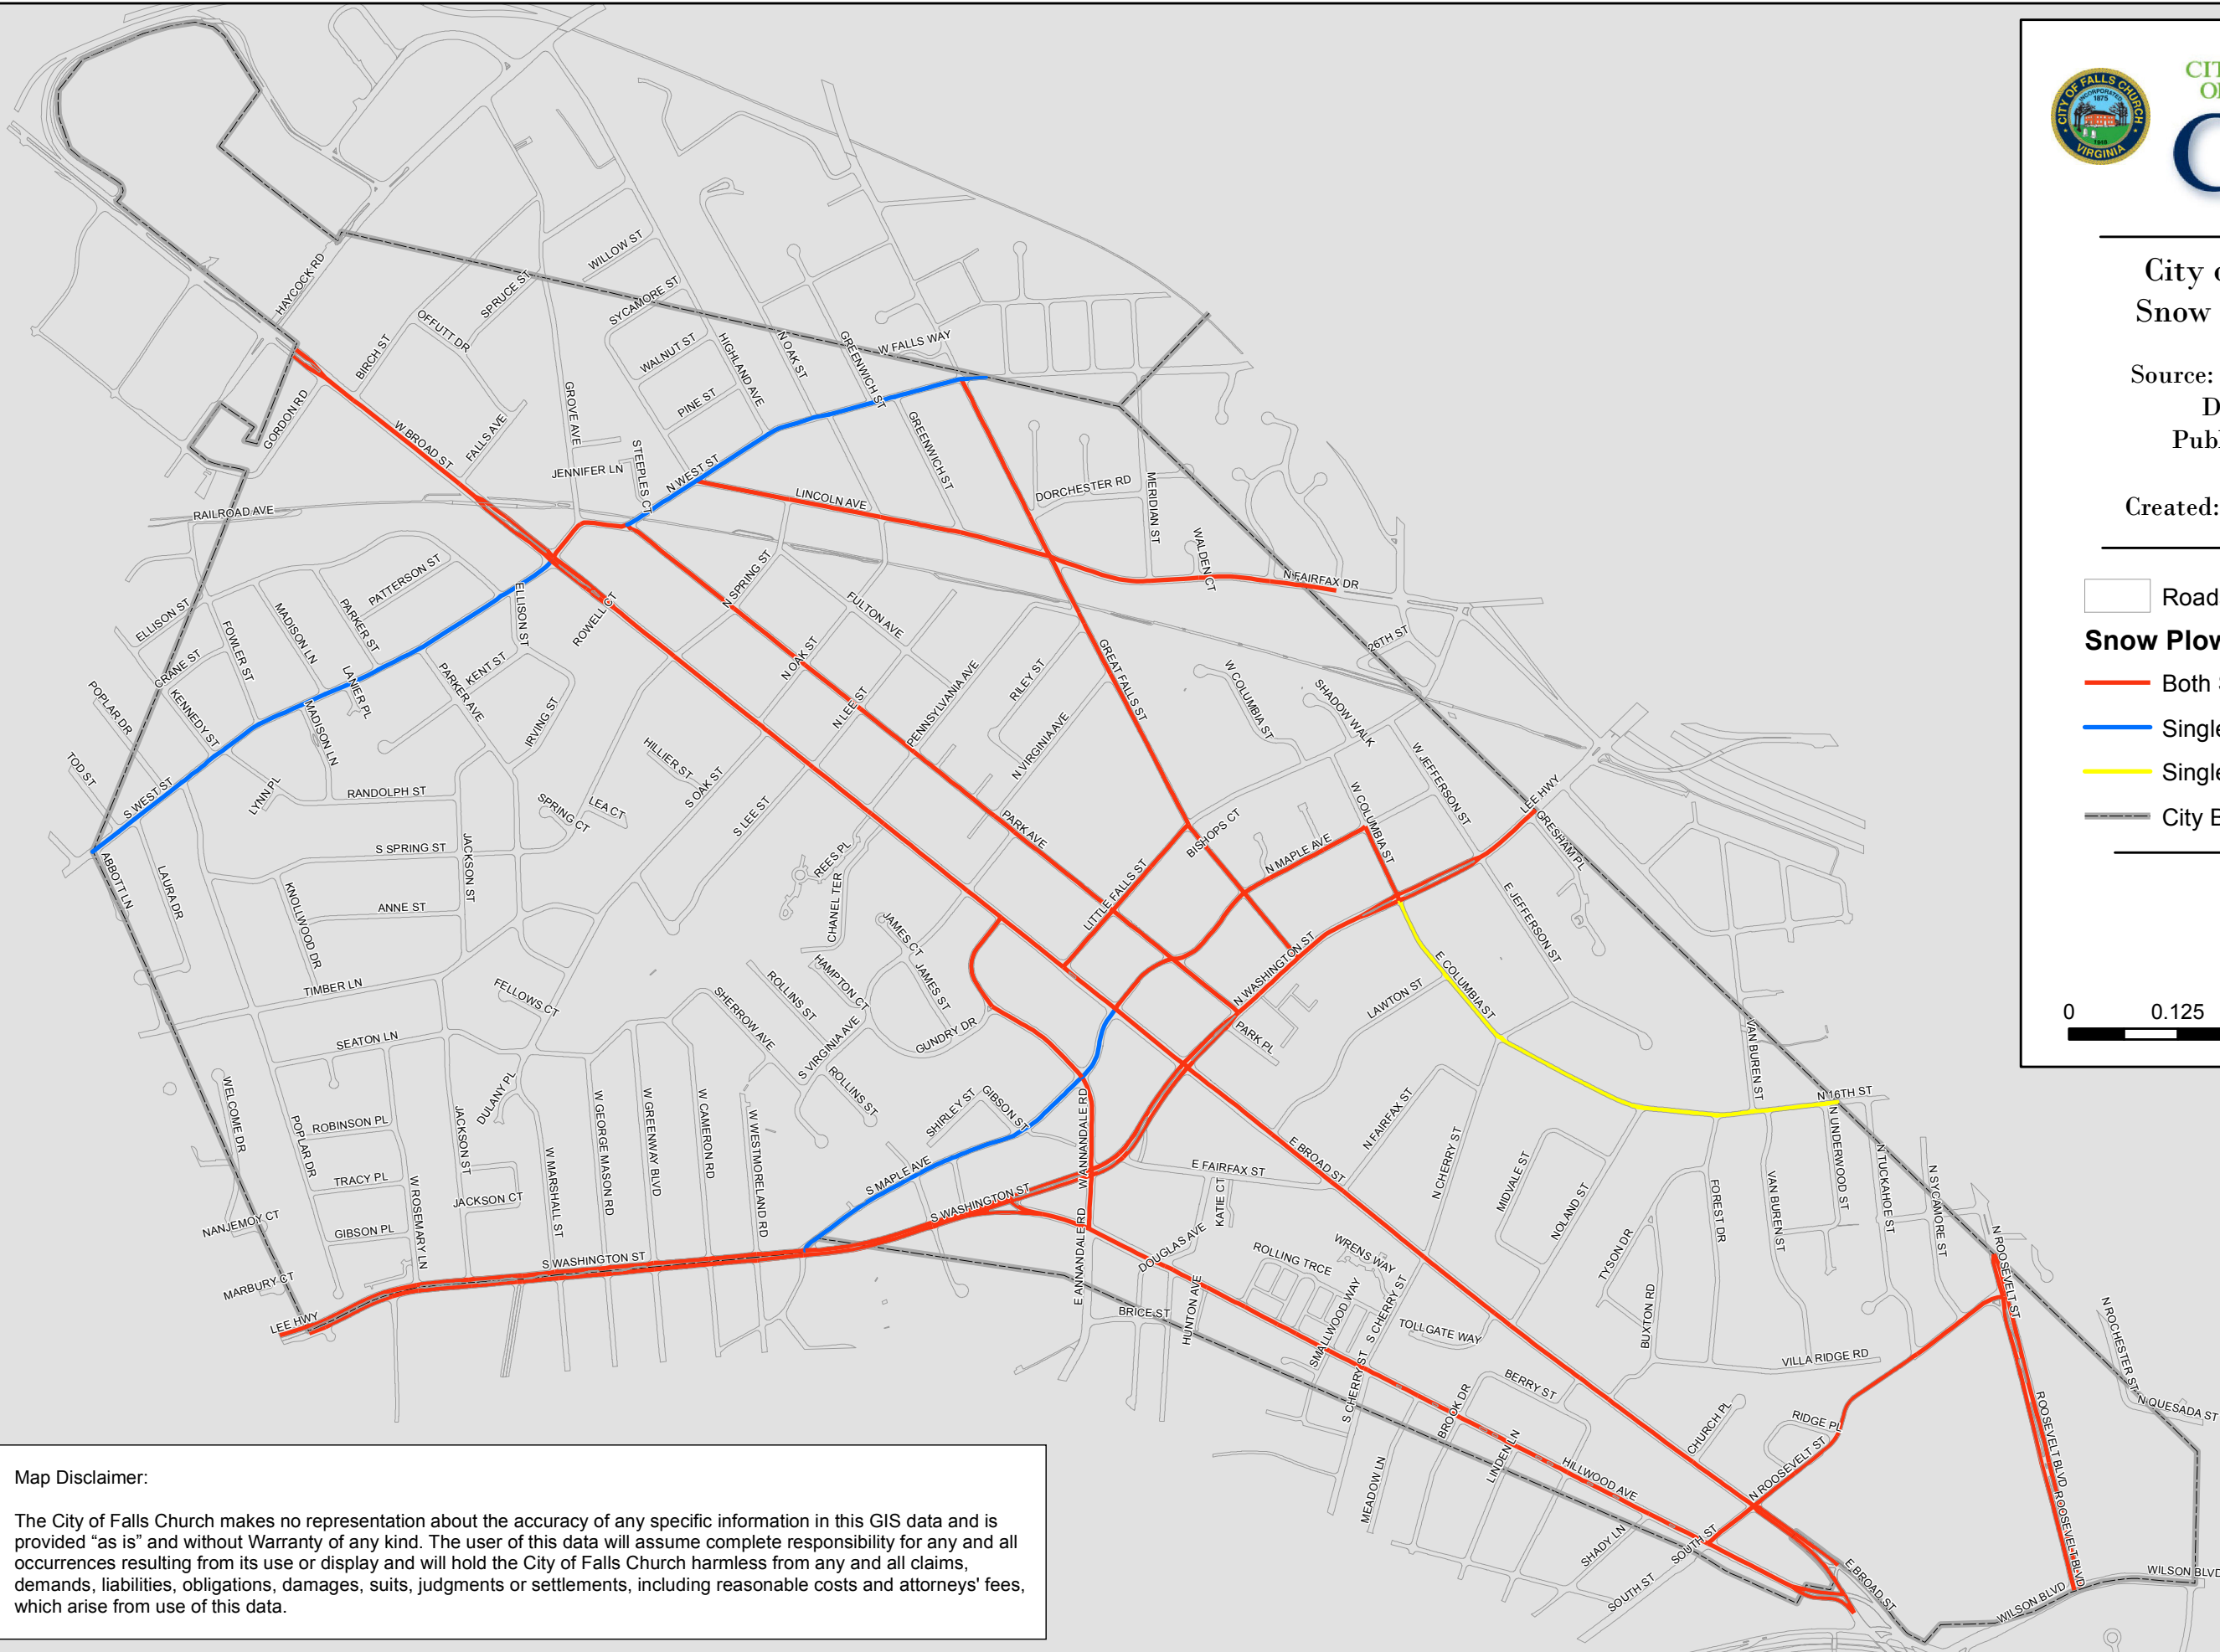 HAYCOCK RD
WILLOW ST
SPRUCE ST
SYCAMORE ST
OFFUTT DR
BIRCH ST
WALNUT ST
HIGHLAND AVE
N OAK ST
GREENWICH ST
W FALLS WAY
PINE ST
GORDON RD
W BROAD ST
FALLS AVE
GROVE AVE
JENNIFER LN
STEEPLES CT
N WEST ST
LINCOLN AVE
GREENWICH ST
DORCHESTER RD
MERIDIAN ST
WALDEN CT
N FAIRFAX DR
RAILROAD AVE
PATTERSON ST
ELLISON ST
ELLISON ST
ROWELL CT
N SPRING ST
FULTON AVE
26TH ST
MADISON LN
PARKER ST
FOWLER ST
CRANE ST
LANIER PL
PARKER AVE
KENT ST
N OAK ST
N LEE ST
PENNSYLVANIA AVE
RILEY ST
GREAT FALLS ST
W COLUMBIA ST
SHADOW WALK
POPLAR DR
KENNEDY ST
MADISON LN
IRVING ST
HILLIER ST
N VIRGINIA AVE
W JEFFERSON ST
TOD ST
S WEST ST
LYNN PL
RANDOLPH ST
SPRING CT
LEA CT
S OAK ST
S LEE ST
PARK AVE
BISHOPS CT
W COLUMBIA ST
LEE HWY
GRESHAM PL
ABBOTT LN
LAURA DR
S SPRING ST
JACKSON ST
REES PL
LITTLE FALLS ST
N MAPLE AVE
KNOLLWOOD DR
ANNE ST
CHANEL TER
JAMES CT
E JEFFERSON ST
TIMBER LN
FELLOWS CT
HAMPTON CT
JAMES ST
N WASHINGTON ST
E COLUMBIA ST
SHERROW AVE
ROLLINS ST
LAWTON ST
SEATON LN
S VIRGINIA AVE
GUNDRY DR
PARK PL
VAN BUREN ST
WELCOME DR
DULANY PL
ROLLINS ST
SHIRLEY ST
GIBSON ST
W ANNANDALE RD
N FAIRFAX ST
N 16TH ST
ROBINSON PL
POPLAR DR
JACKSON ST
W GEORGE MASON RD
W GREENWAY BLVD
W CAMERON RD
W WESTMORELAND RD
E BROAD ST
N CHERRY ST
N UNDERWOOD ST
TRACY PL
W ROSEMARY LN
W MARSHALL ST
S MAPLE AVE
E FAIRFAX ST
MIDVALE ST
N TUCKAHOE ST
N SYCAMORE ST
JACKSON CT
KATIE CT
NOLAND ST
FOREST DR
VAN BUREN ST
NANJEMOY CT
GIBSON PL
S WASHINGTON ST
S WASHINGTON ST
E ANNANDALE RD
DOUGLAS AVE
ROLLING TRCE
WRENS WAY
TYSON DR
N ROOSEVELT ST
MARBURY CT
LEE HWY
BRICE ST
HUNTON AVE
SMALLWOOD WAY
S CHERRY ST
TOLLGATE WAY
BUXTON RD
VILLA RIDGE RD
N ROCHESTER ST
N QUESADA ST
S CHERRY ST
BROOK DR
BERRY ST
CHURCH PL
RIDGE PL
ROOSEVELT BLVD
MEADOW LN
LINDEN LN
HILLWOOD AVE
N ROOSEVELT ST
ROOSEVELT BLVD
SHADY LN
SOUTH ST
SOUTH ST
E BROAD ST
WILSON BLVD
WILSON BLVD
CITY OF FALLS CHURCH
INCORPORATED
1875
1948
VIRGINIA
CIT
O
C
City o
Snow
Source:
D
Publ
Created:
Road
Snow Plow
Both S
Single
Single
City B
0 0.125
Map Disclaimer:
The City of Falls Church makes no representation about the accuracy of any specific information in this GIS data and is
provided “as is” and without Warranty of any kind. The user of this data will assume complete responsibility for any and all
occurrences resulting from its use or display and will hold the City of Falls Church harmless from any and all claims,
demands, liabilities, obligations, damages, suits, judgments or settlements, including reasonable costs and attorneys' fees,
which arise from use of this data.